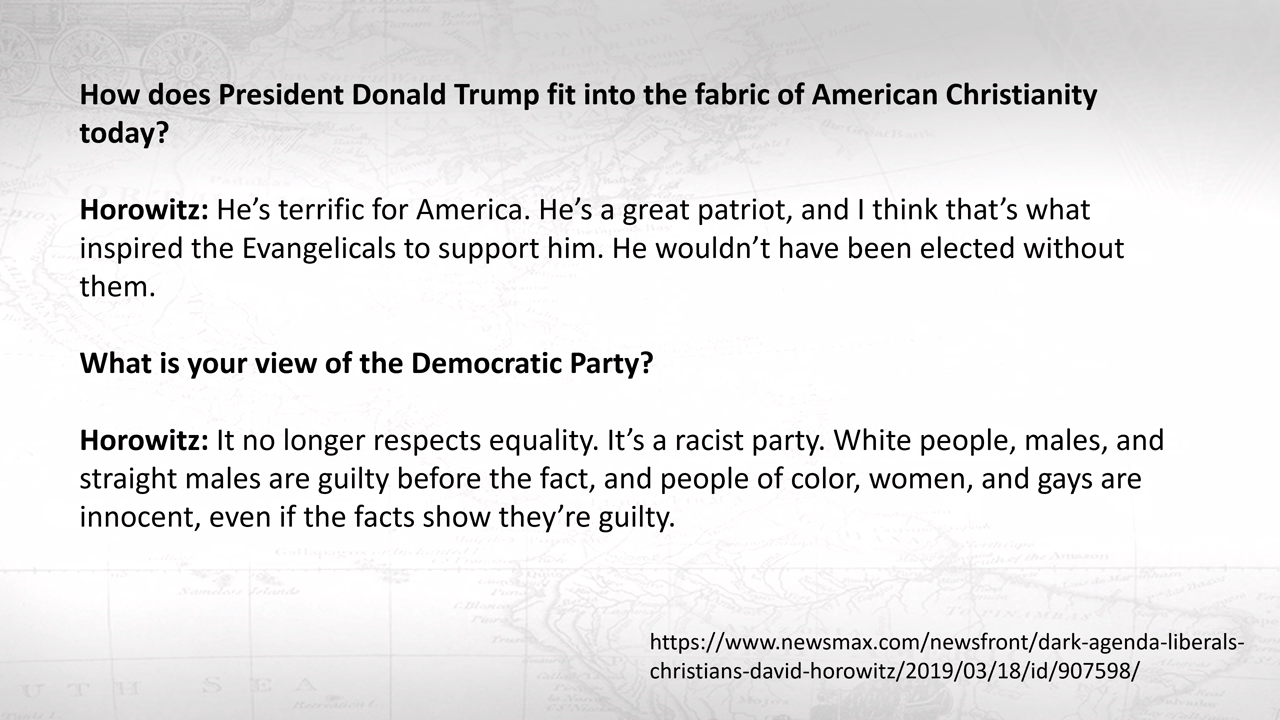 How does President Donald Trump fit into the fabric of American Christianity
today?
Horowitz: He’s terrific for America. He’s a great patriot, and I think that’s what
inspired the Evangelicals to support him. He wouldn’t have been elected without
them.
What is your view of the Democratic Party?
Horowitz: It no longer respects equality. It’s a racist party. White people, males, and
straight males are guilty before the fact, and people of color, women, and gays are
innocent, even if the facts show they’re guilty.
https://www.newsmax.com/newsfront/dark-agenda-liberals-
christians-david-horowitz/2019/03/18/id/907598/
UTH SEA